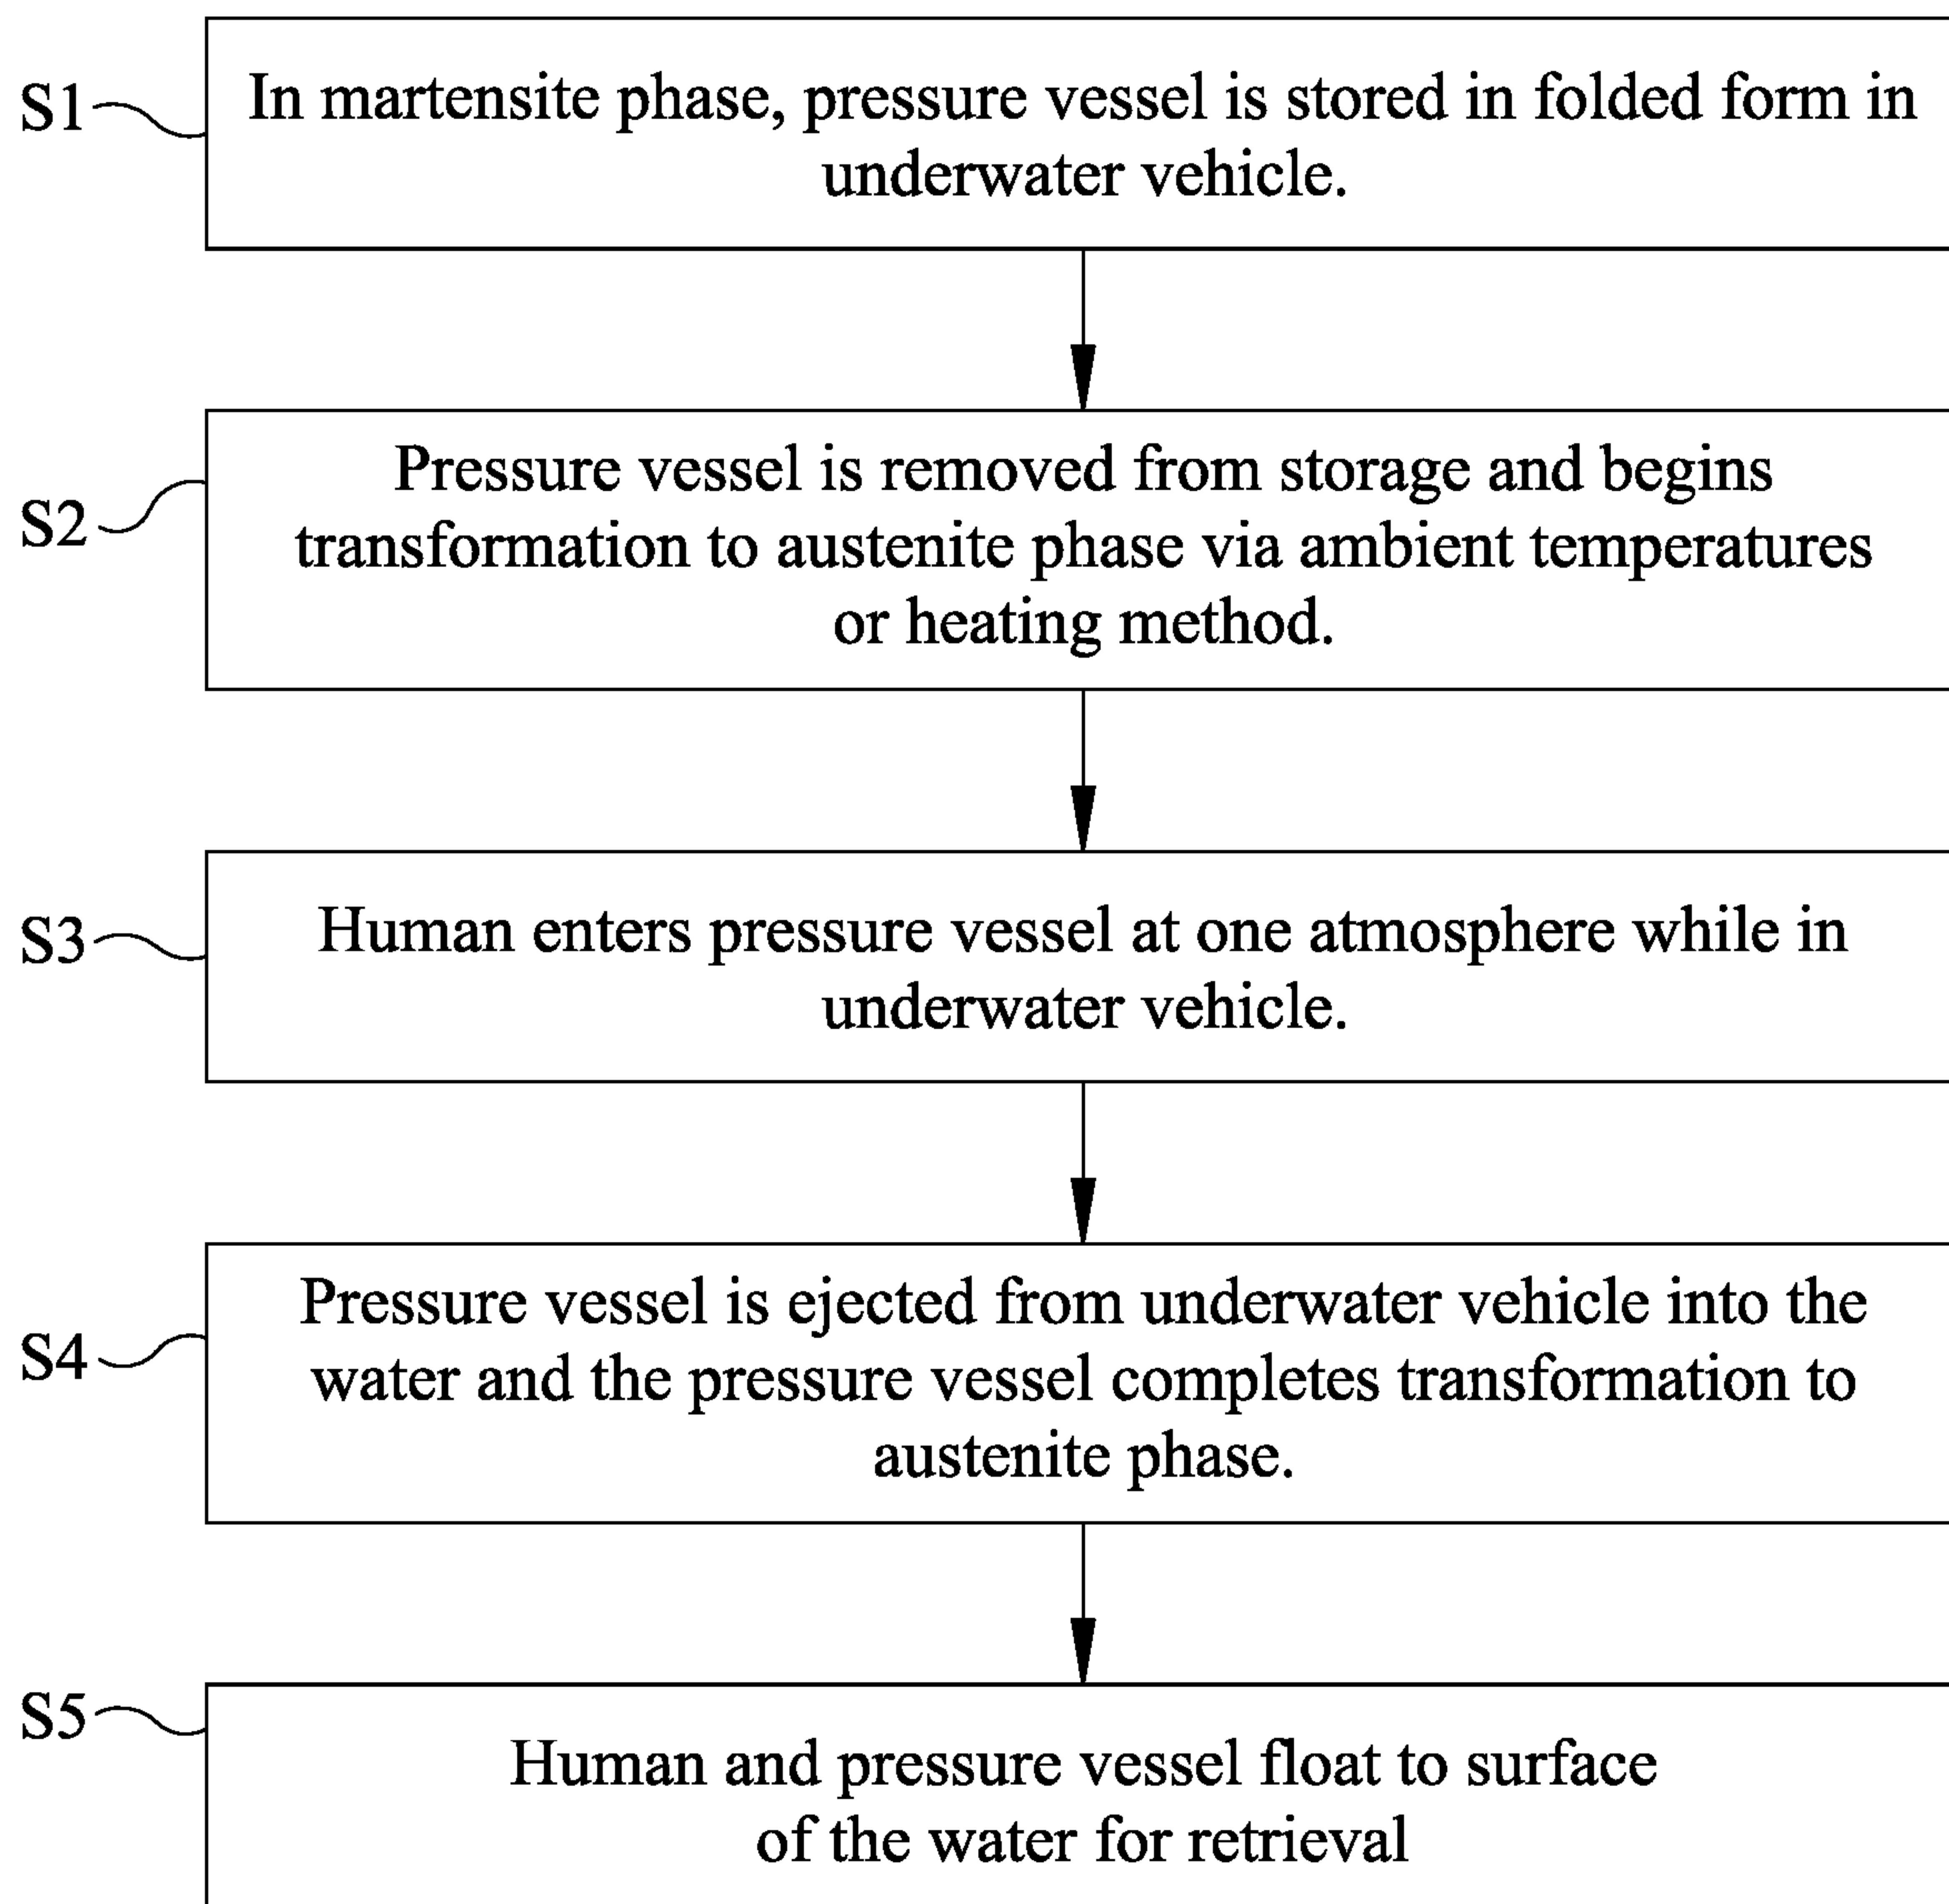 S1
In martensite phase, pressure vessel is stored in folded form in
underwater vehicle.
S2
Pressure vessel is removed from storage and begins
transformation to austenite phase via ambient temperatures
or heating method.
S3
Human enters pressure vessel at one atmosphere while in
underwater vehicle.
S4
Pressure vessel is ejected from underwater vehicle into the
water and the pressure vessel completes transformation to
austenite phase.
S5
Human and pressure vessel float to surface
of the water for retrieval